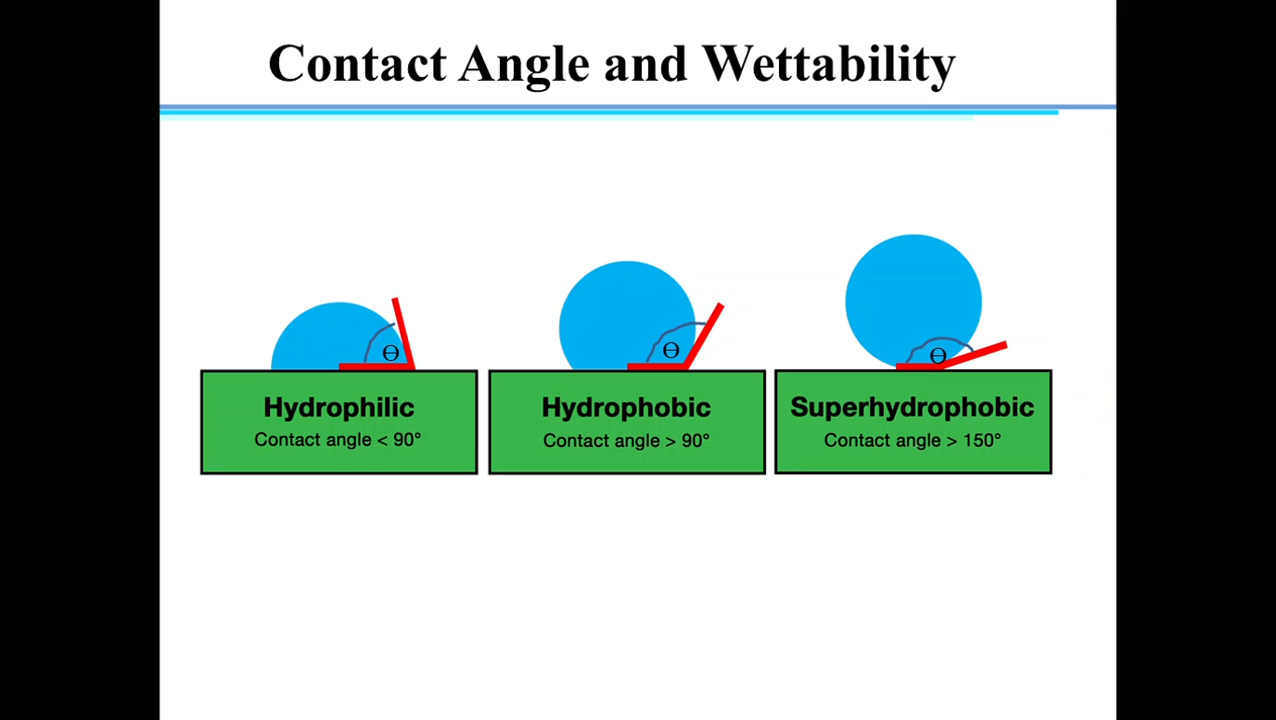 Contact Angle and Wettability
Ɵ
Ɵ
Ɵ
Hydrophilic
Contact angle < 90°
Hydrophobic
Contact angle > 90°
Superhydrophobic
Contact angle > 150°